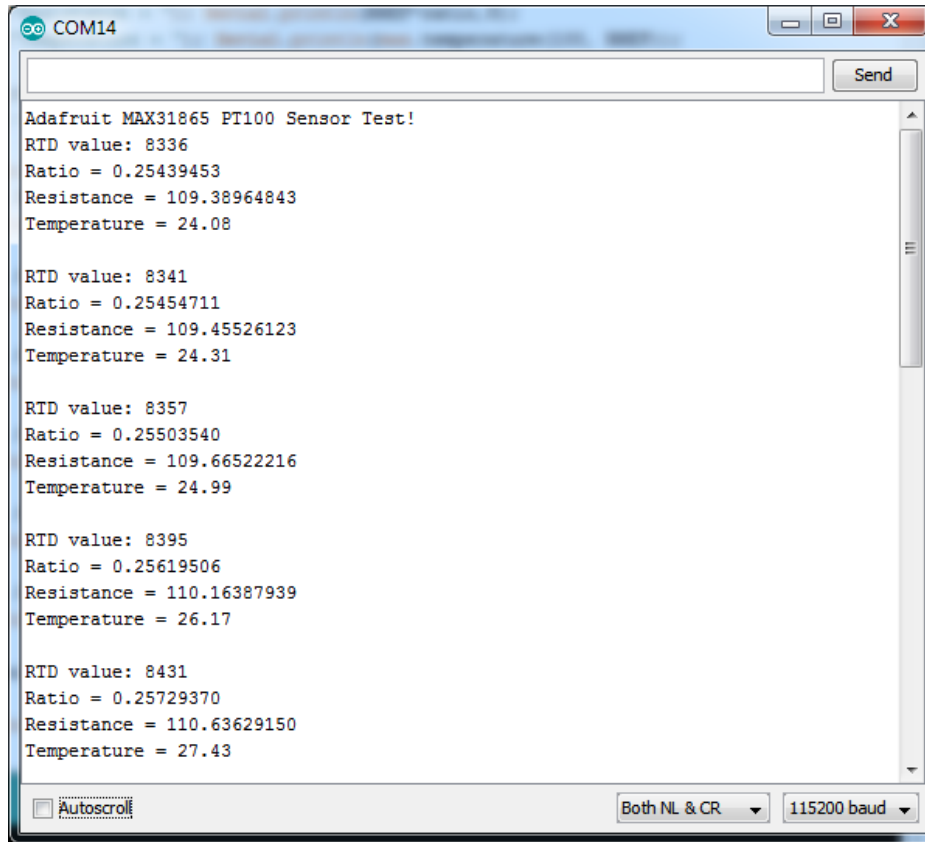 COM14
Send
Adafruit MAX31865 PT100 Sensor Test!
RTD value: 8336
Ratio = 0.25439453
Resistance = 109.38964843
Temperature = 24.08
RTD value: 8341
Ratio = 0.25454711
Resistance = 109.45526123
Temperature = 24.31
RTD value: 8357
Ratio = 0.25503540
Resistance = 109.66522216
Temperature = 24.99
RTD value: 8395
Ratio = 0.25619506
Resistance = 110.16387939
Temperature = 26.17
RTD value: 8431
Ratio = 0.25729370
Resistance = 110.63629150
Temperature = 27.43
Autoscroll
Both NL & CR
115200 baud